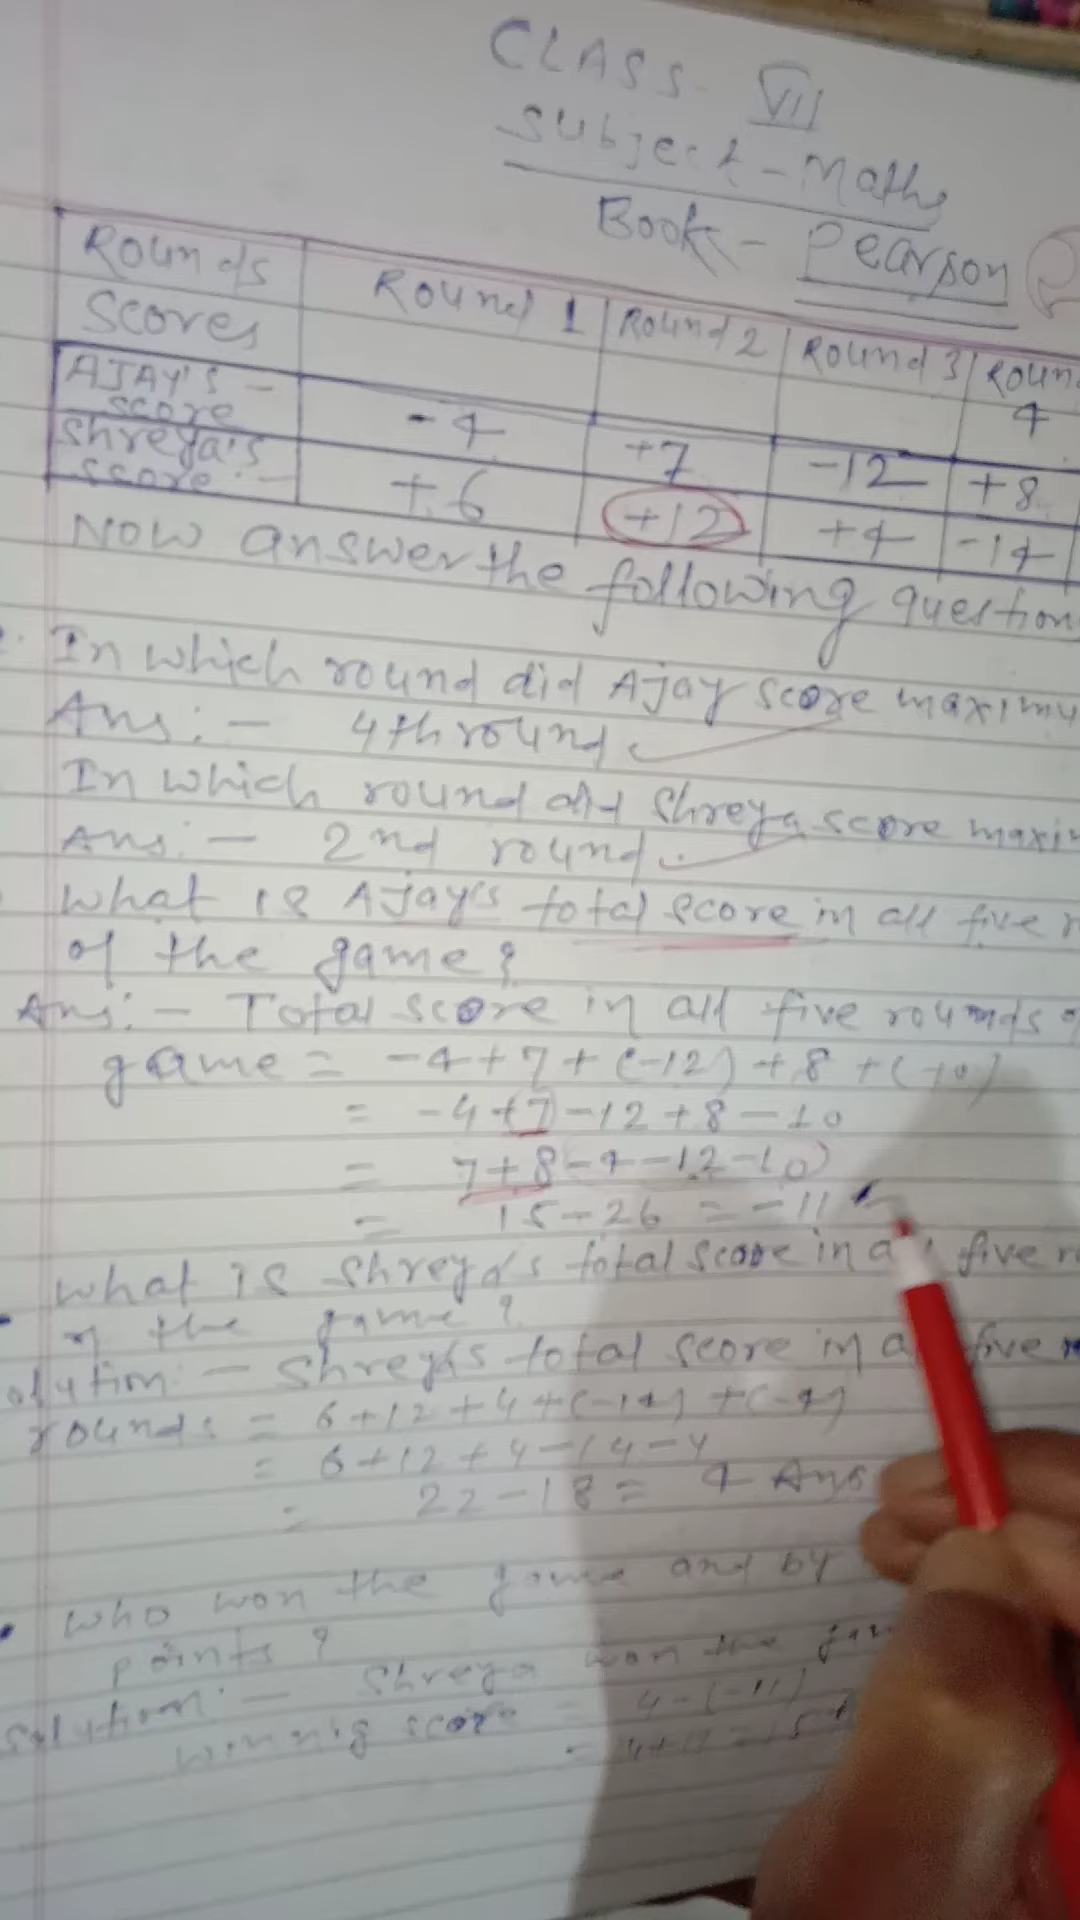 CLASS - VII
Subject - Maths
Book - Pearson
Rounds Scores Round 1 Round 2 Round 3 Roun 4
AJAY'S - score -4 +7 -12 +8
Shreya's score :- +6 +12 +4 -14
Now answer the following question
In which round did Ajay score maximu
Ans:- 4th round
In which round did Shreya score maxi
Ans:- 2nd round.
What is Ajay's total score in all five r
of the game?
Ans:- Total score in all five rounds o
game = -4+7+(-12)+8+(-10)
= -4+7-12+8-10
= 7+8-4-12-10
= 15-26 = -11
What is Shreya's total score in a five r
of the game?
olution:- Shreya's total score in a five
rounds = 6+12+4+(-14)+(-4)
= 6+12+4-14-4
= 22-18 = 4 Ans
Who won the game and by
points?
solution:- Shreya won the gam
winning score = 4-(-11)
= 4+11=15